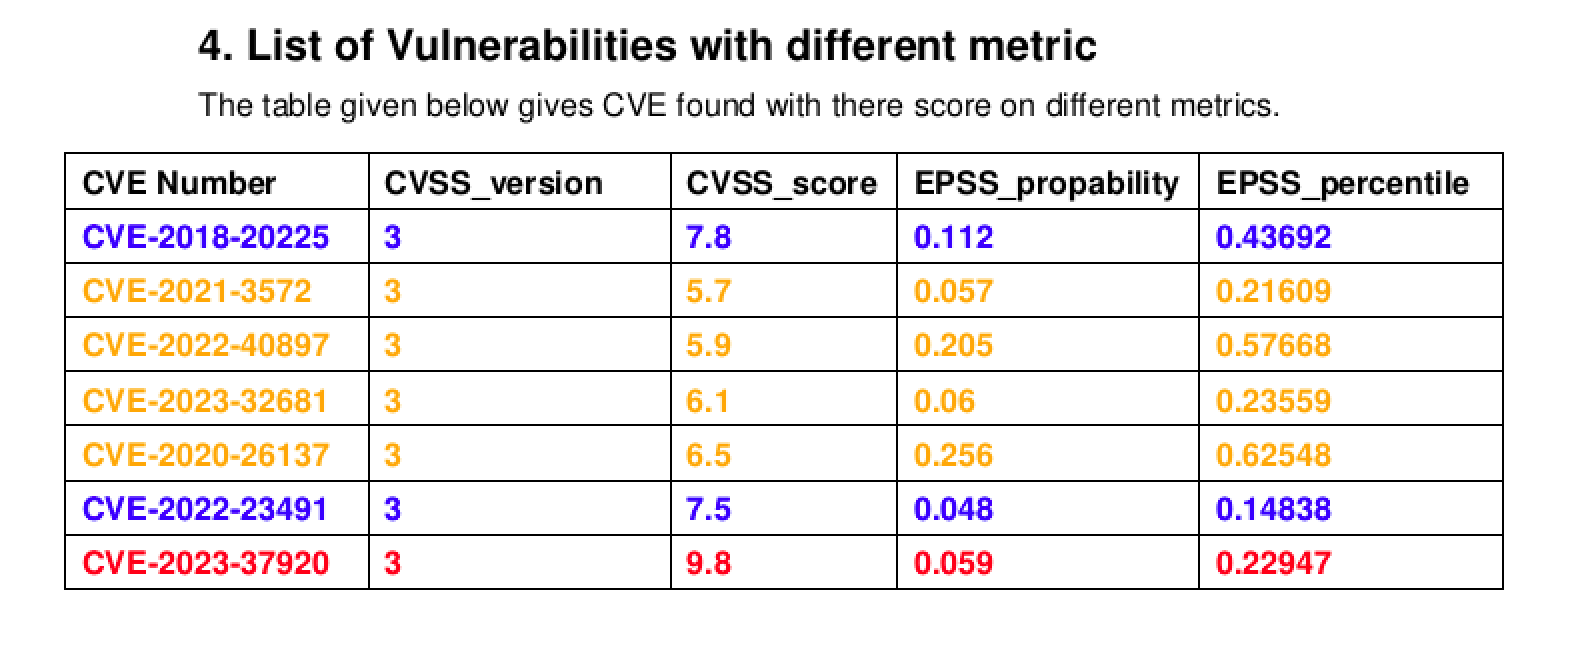 4. List of Vulnerabilities with different metric
The table given below gives CVE found with there score on different metrics.
CVE Number CVSS_version CVSS_score EPSS_propability EPSS_percentile
CVE-2018-20225 3 7.8 0.112 0.43692
CVE-2021-3572 3 5.7 0.057 0.21609
CVE-2022-40897 3 5.9 0.205 0.57668
CVE-2023-32681 3 6.1 0.06 0.23559
CVE-2020-26137 3 6.5 0.256 0.62548
CVE-2022-23491 3 7.5 0.048 0.14838
CVE-2023-37920 3 9.8 0.059 0.22947